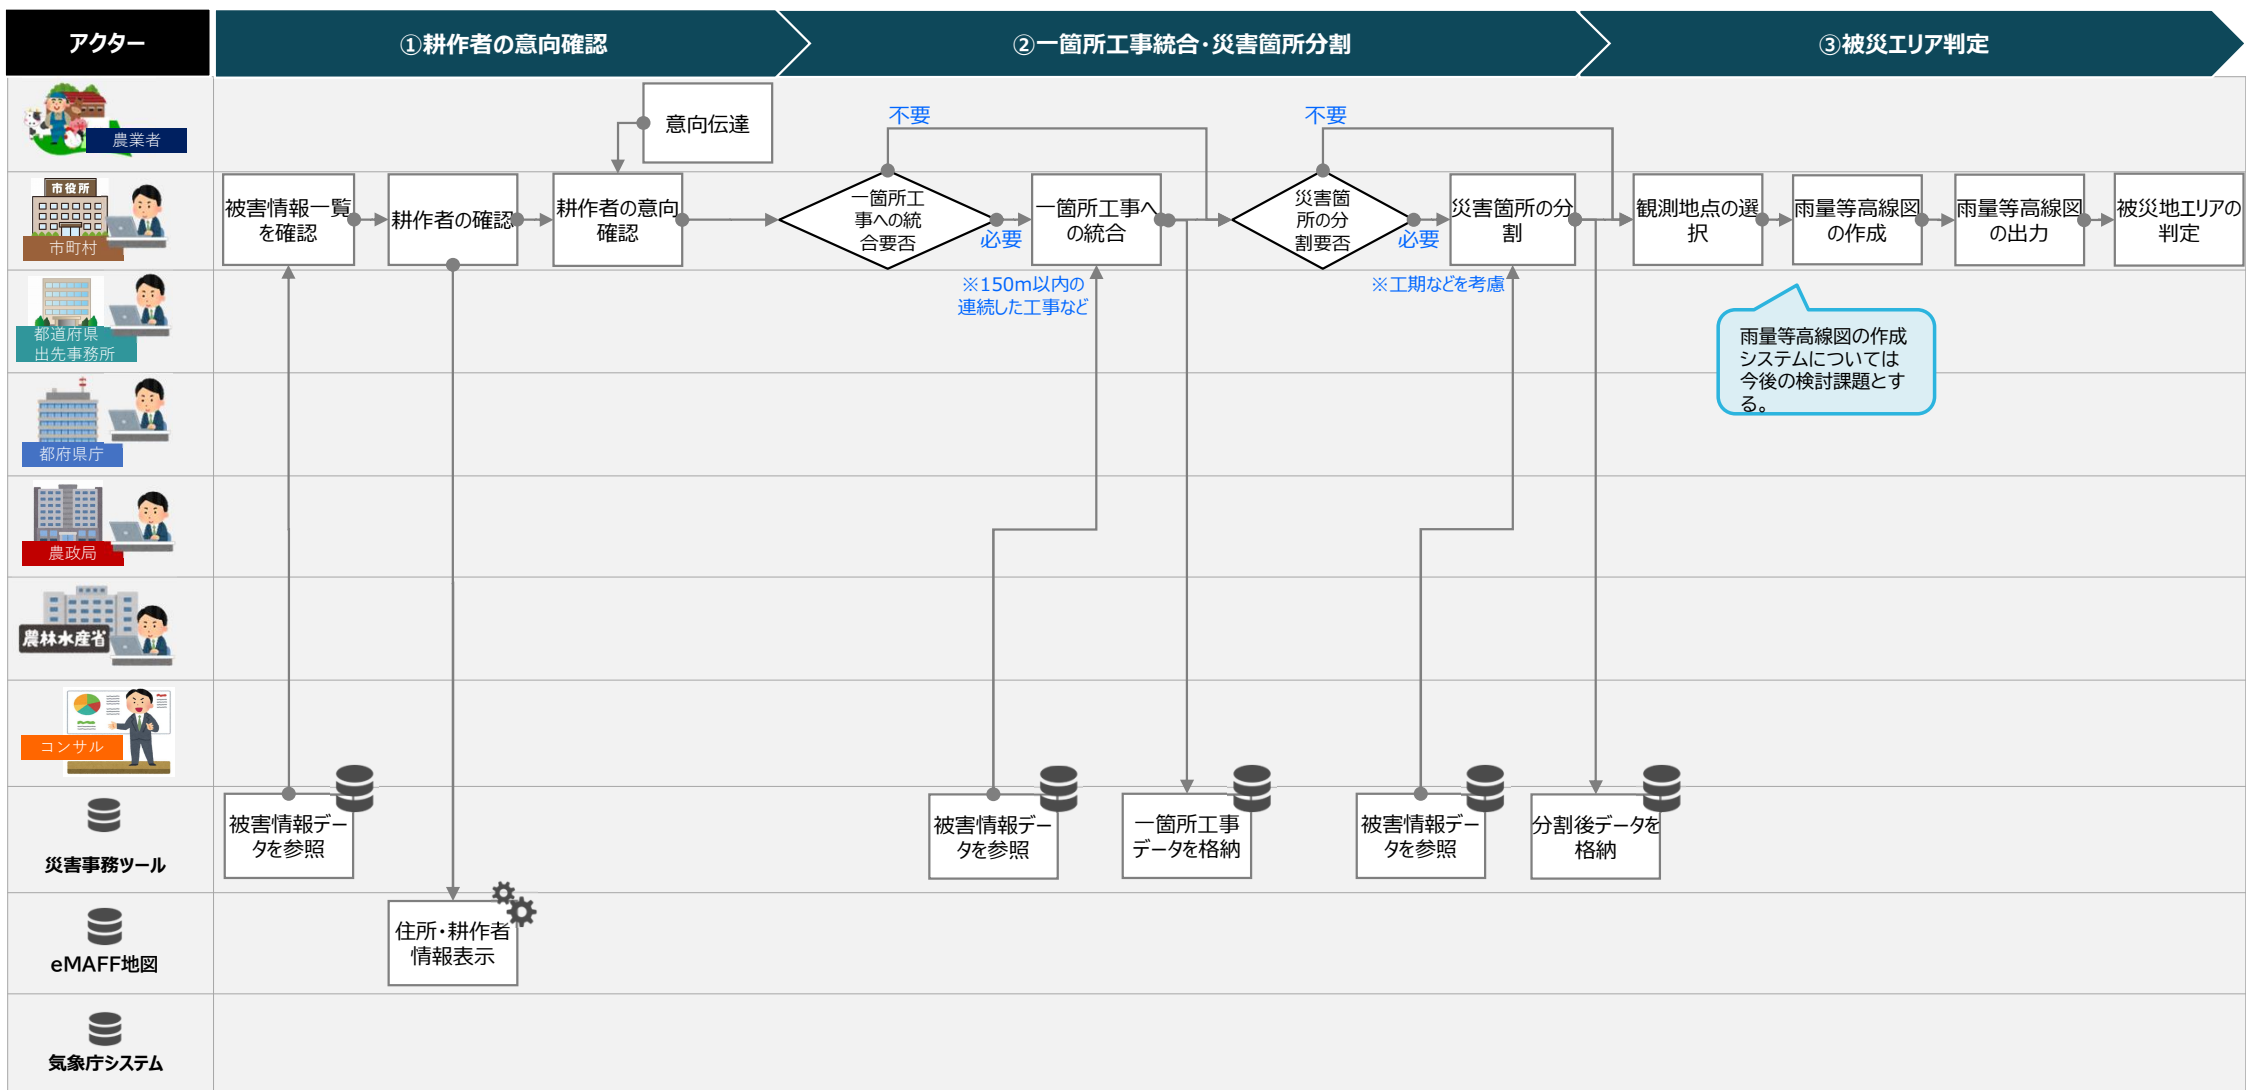 アクター
①耕作者の意向確認
②一箇所工事統合・災害箇所分割
③被災エリア判定
農業者
意向伝達
不要
不要
市役所
市町村
被害情報一覧
を確認
耕作者の確認
耕作者の意向
確認
一箇所工
事への統
合要否
必要
一箇所工事へ
の統合
災害箇
所の分
割要否
必要
災害箇所の分
割
観測地点の選
択
雨量等高線図
の作成
雨量等高線図
の出力
被災地エリアの
判定
※150m以内の
連続した工事など
※工期などを考慮
都道府県
出先事務所
雨量等高線図の作成
システムについては
今後の検討課題とす
る。
都府県庁
農政局
農林水産省
コンサル
災害事務ツール
被害情報デー
タを参照
被害情報デー
タを参照
一箇所工事
データを格納
被害情報デー
タを参照
分割後データを
格納
eMAFF地図
住所・耕作者
情報表示
気象庁システム